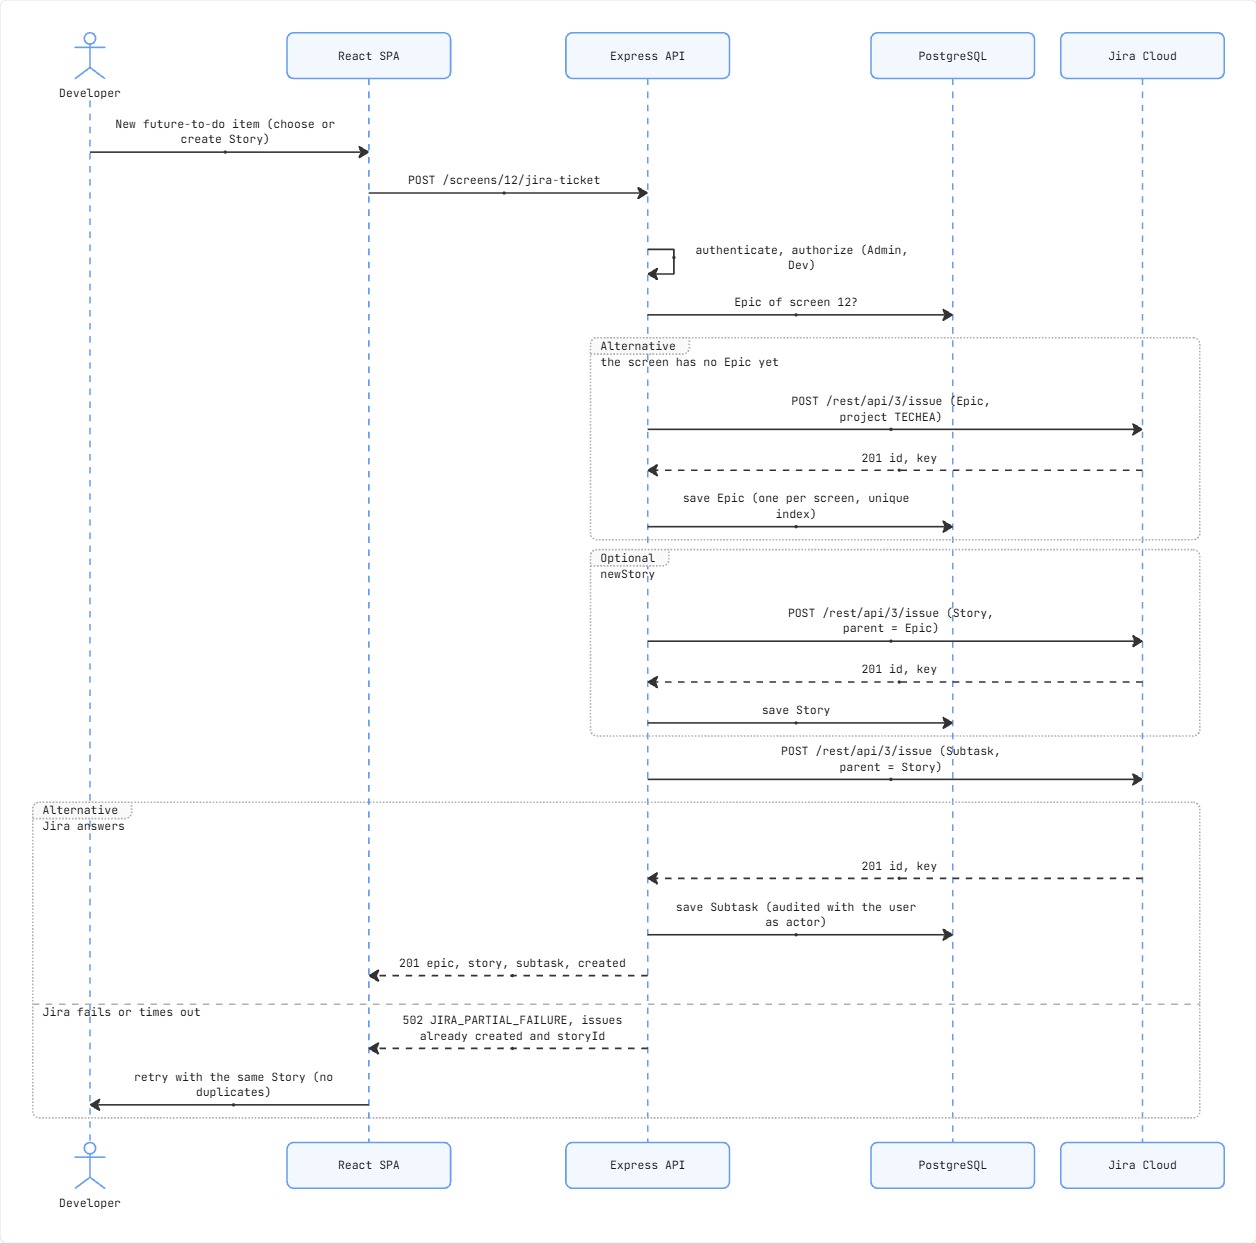 Developer
React SPA
Express API
PostgreSQL
Jira Cloud
New future-to-do item (choose or
create Story)
POST /screens/12/jira-ticket
authenticate, authorize (Admin,
Dev)
Epic of screen 12?
Alternative
the screen has no Epic yet
POST /rest/api/3/issue (Epic,
project TECHEA)
201 id, key
save Epic (one per screen, unique
index)
Optional
newStory
POST /rest/api/3/issue (Story,
parent = Epic)
201 id, key
save Story
POST /rest/api/3/issue (Subtask,
parent = Story)
Alternative
Jira answers
201 id, key
save Subtask (audited with the user
as actor)
201 epic, story, subtask, created
Jira fails or times out
502 JIRA_PARTIAL_FAILURE, issues
already created and storyId
retry with the same Story (no
duplicates)
Developer
React SPA
Express API
PostgreSQL
Jira Cloud